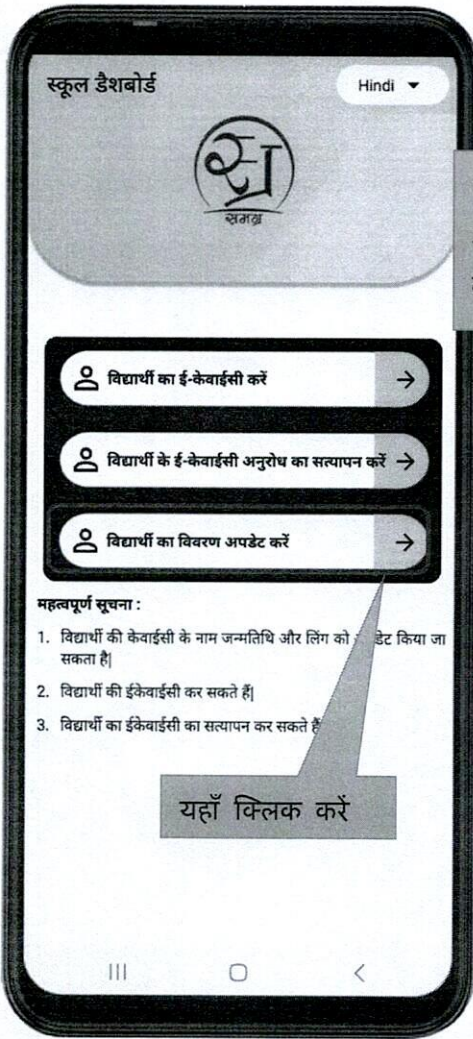 स्कूल डैशबोर्ड
Hindi
स्र
समग्र
विद्यार्थी का ई-केवाईसी करें
विद्यार्थी के ई-केवाईसी अनुरोध का सत्यापन करें
विद्यार्थी का विवरण अपडेट करें
महत्वपूर्ण सूचना :
1. विद्यार्थी की केवाईसी के नाम जन्मतिथि और लिंग को किया जा
सकता है|
2. विद्यार्थी की ईकेवाईसी कर सकते हैं|
3. विद्यार्थी का ईकेवाईसी का सत्यापन कर सकते हैं
यहाँ क्लिक करें